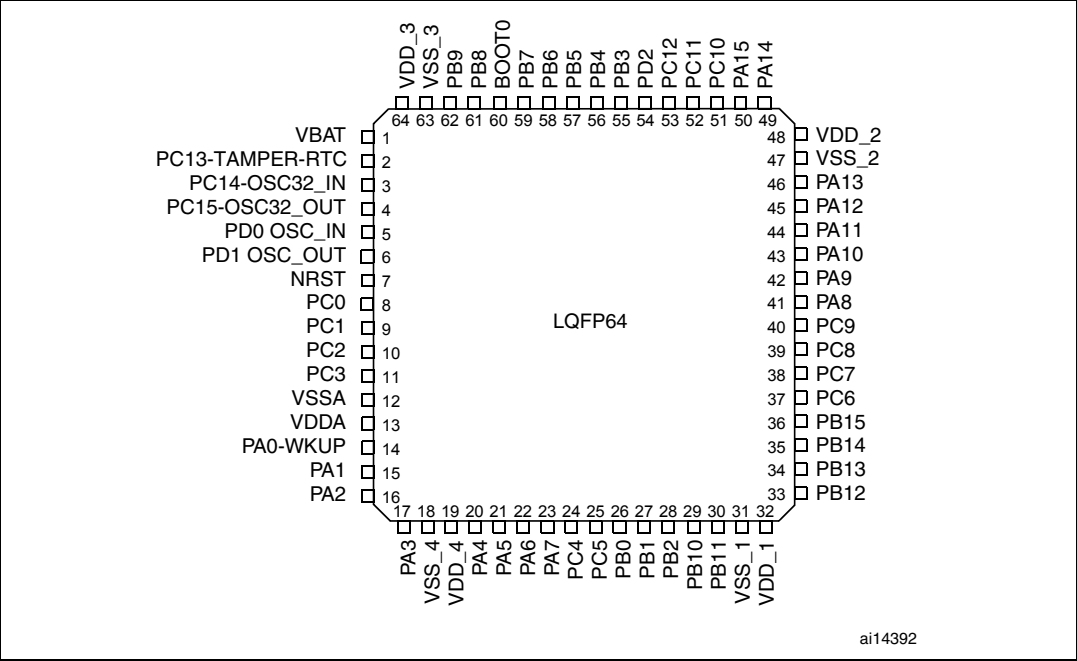 VDD_3
VSS_3
PB9
PB8
BOOT0
PB7
PB6
PB5
PB4
PB3
PD2
PC12
PC11
PC10
PA15
PA14
64 63 62 61 60 59 58 57 56 55 54 53 52 51 50 49
VBAT 1
PC13-TAMPER-RTC 2
PC14-OSC32_IN 3
PC15-OSC32_OUT 4
PD0 OSC_IN 5
PD1 OSC_OUT 6
NRST 7
PC0 8
PC1 9
PC2 10
PC3 11
VSSA 12
VDDA 13
PA0-WKUP 14
PA1 15
PA2 16
LQFP64
48 VDD_2
47 VSS_2
46 PA13
45 PA12
44 PA11
43 PA10
42 PA9
41 PA8
40 PC9
39 PC8
38 PC7
37 PC6
36 PB15
35 PB14
34 PB13
33 PB12
17 18 19 20 21 22 23 24 25 26 27 28 29 30 31 32
PA3
VSS_4
VDD_4
PA4
PA5
PA6
PA7
PC4
PC5
PB0
PB1
PB2
PB10
PB11
VSS_1
VDD_1
ai14392